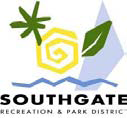 SOUTHGATE
RECREATION & PARK DISTRICT